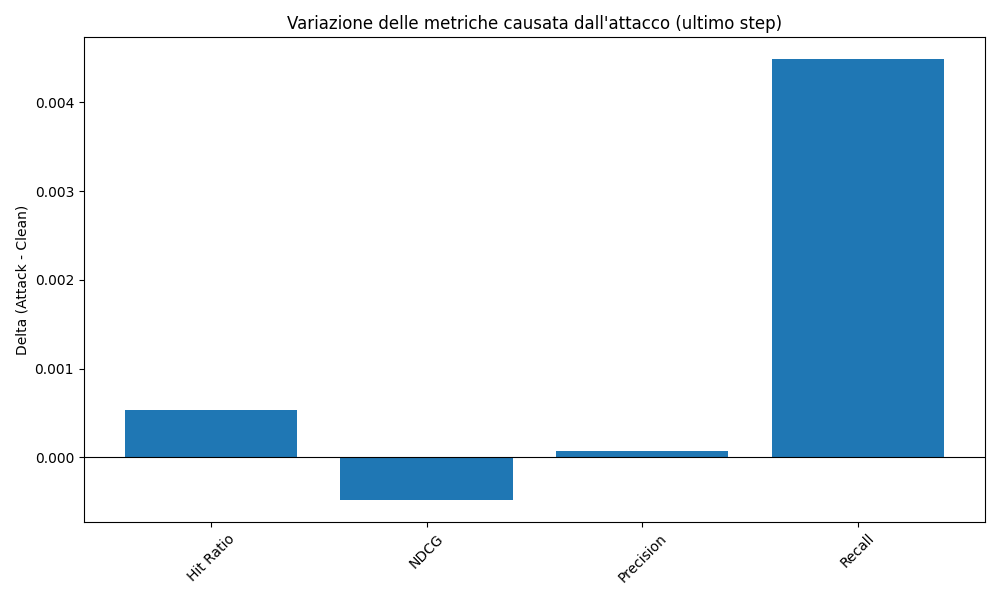 Variazione delle metriche causata dall'attacco (ultimo step)
Delta (Attack - Clean)
0.004
0.003
0.002
0.001
0.000
Hit Ratio
NDCG
Precision
Recall